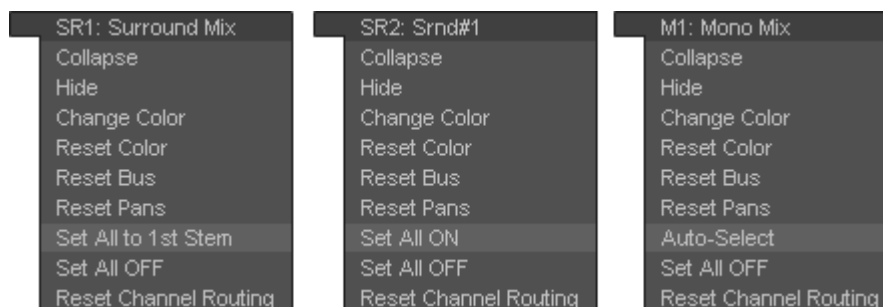 SR1: Surround Mix
Collapse
Hide
Change Color
Reset Color
Reset Bus
Reset Pans
Set All to 1st Stem
Set All OFF
Reset Channel Routing
SR2: Srnd#1
Collapse
Hide
Change Color
Reset Color
Reset Bus
Reset Pans
Set All ON
Set All OFF
Reset Channel Routing
M1: Mono Mix
Collapse
Hide
Change Color
Reset Color
Reset Bus
Reset Pans
Auto-Select
Set All OFF
Reset Channel Routing